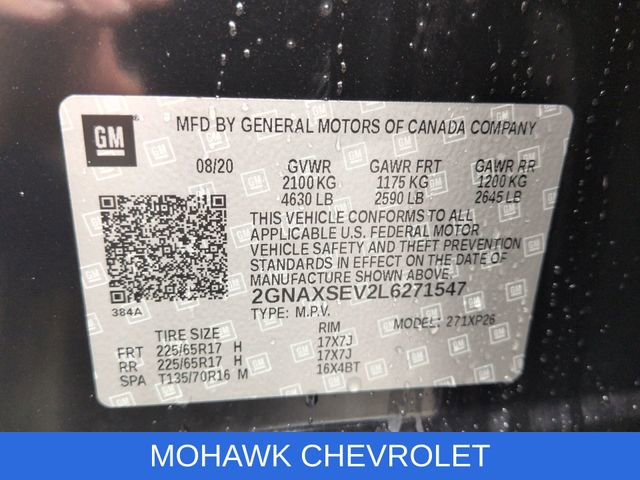 GM
MFD BY GENERAL MOTORS OF CANADA COMPANY
08/20 GVWR GAWR FRT GAWR RR
2100 KG 1175 KG 1200 KG
4630 LB 2590 LB 2645 LB
THIS VEHICLE CONFORMS TO ALL
APPLICABLE U.S. FEDERAL MOTOR
VEHICLE SAFETY AND THEFT PREVENTION
STANDARDS IN EFFECT ON THE DATE OF
MANUFACTURE SHOWN ABOVE.
2GNAXSEV2L6271547
384A TYPE: M.P.V. MODEL: 271XP26
TIRE SIZE RIM
FRT 225/65R17 H 17X7J
RR 225/65R17 H 17X7J
SPA T135/70R16 M 16X4BT
MOHAWK CHEVROLET